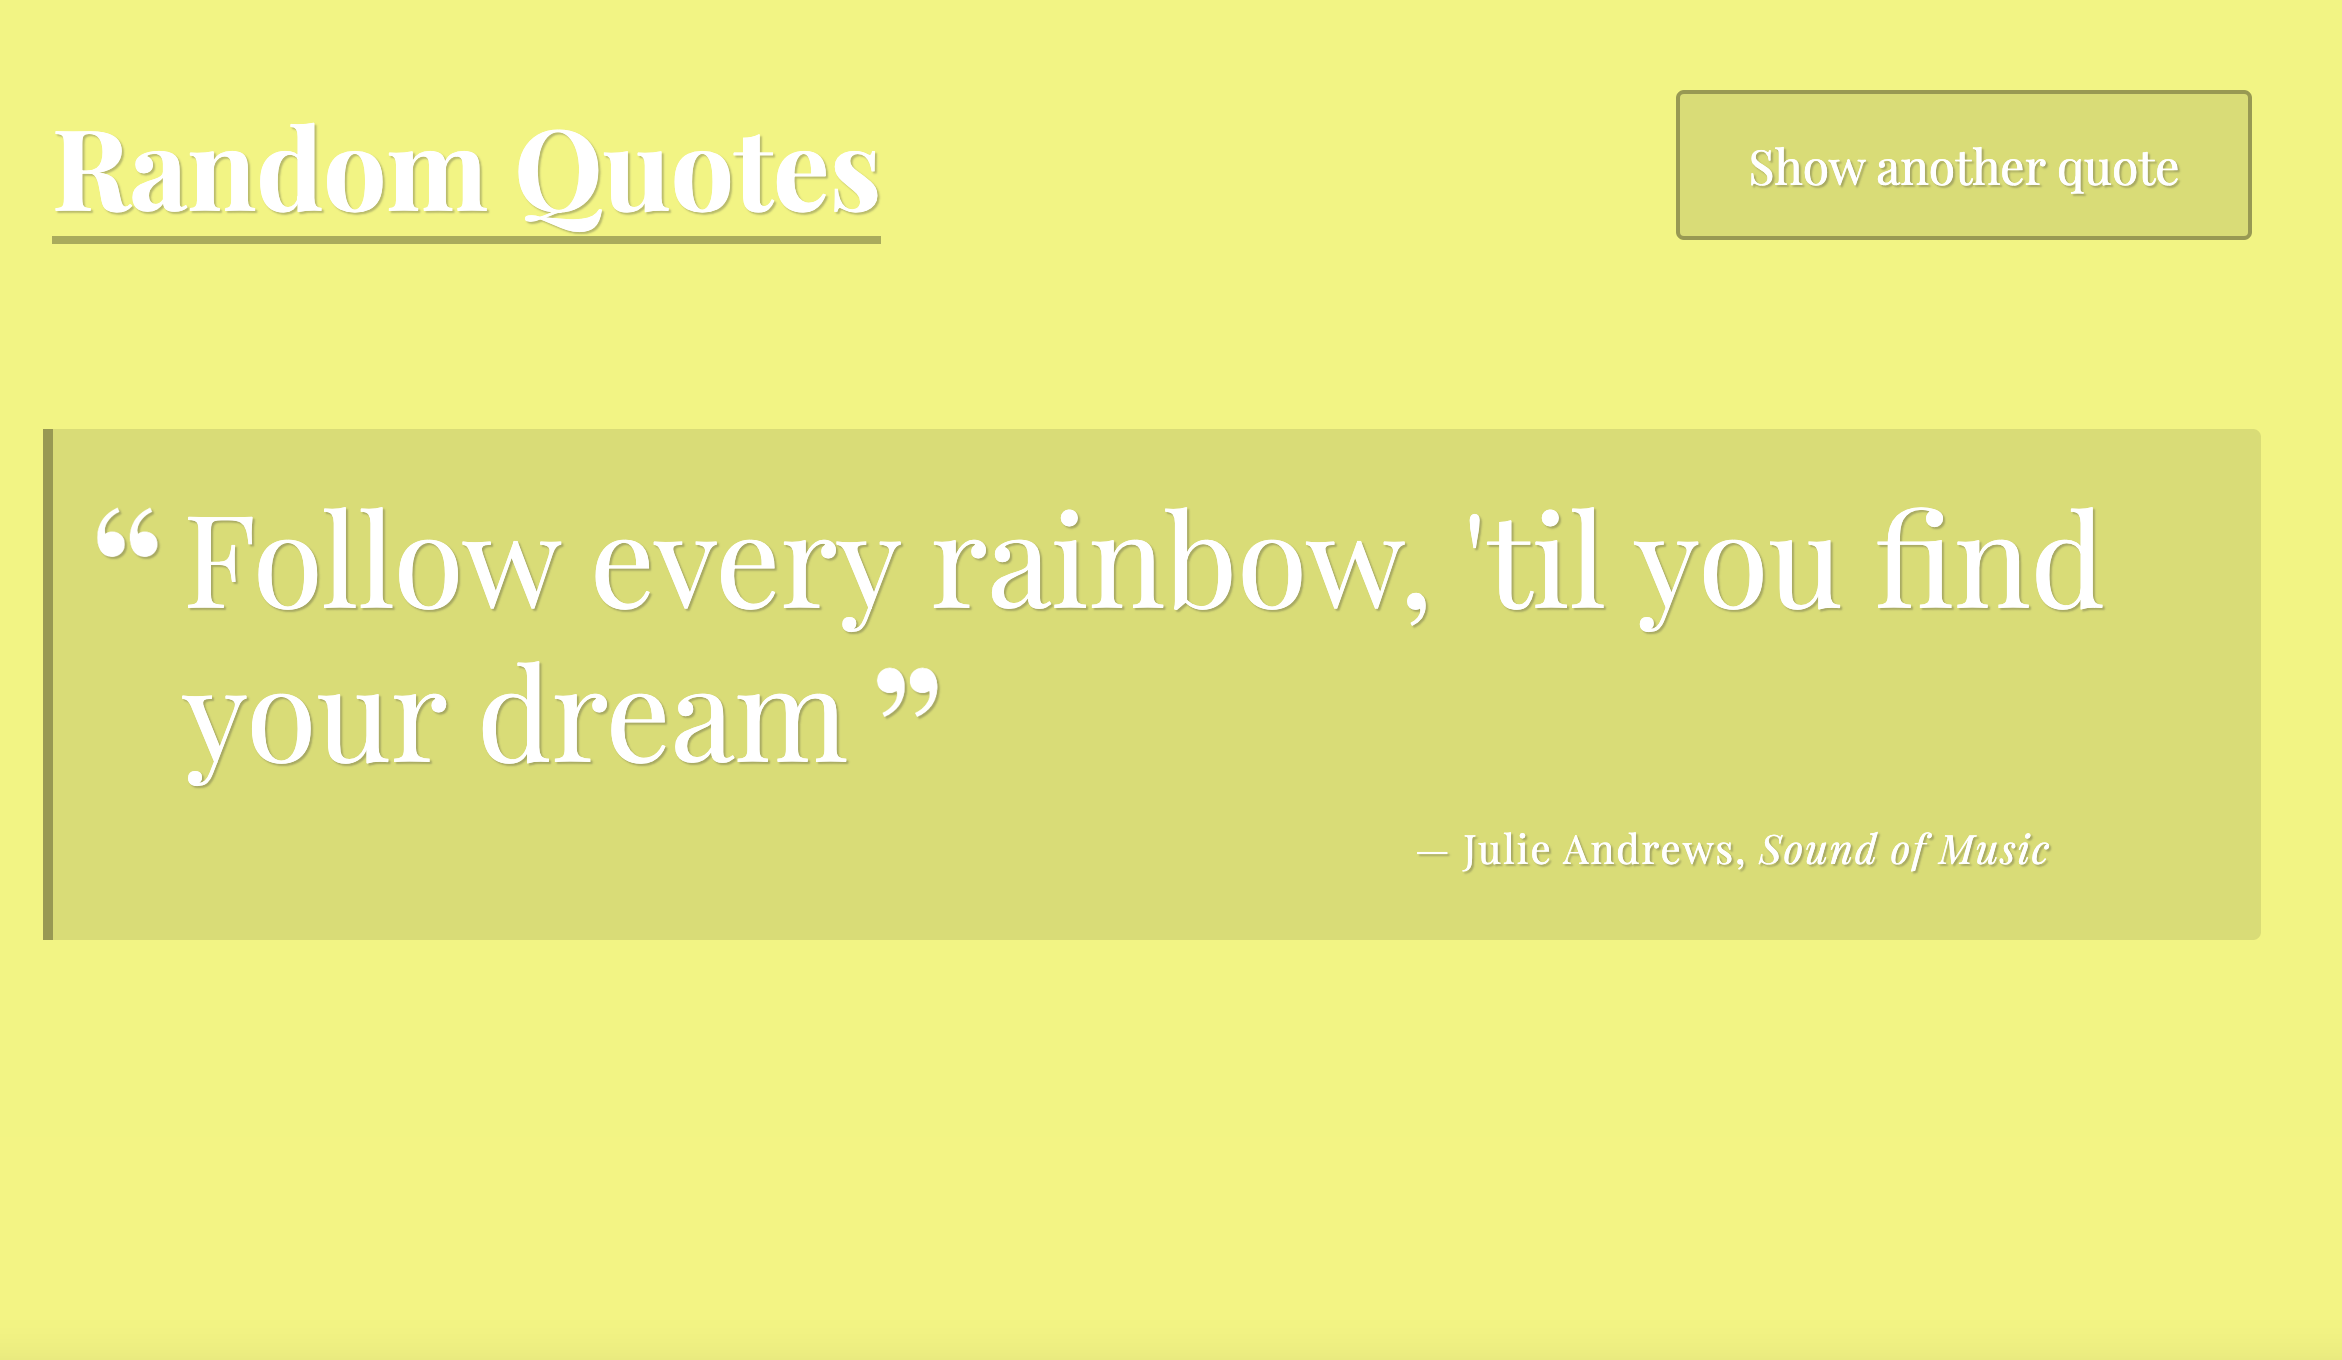 Random Quotes
Show another quote
“ Follow every rainbow, 'til you find
your dream ”
— Julie Andrews, Sound of Music